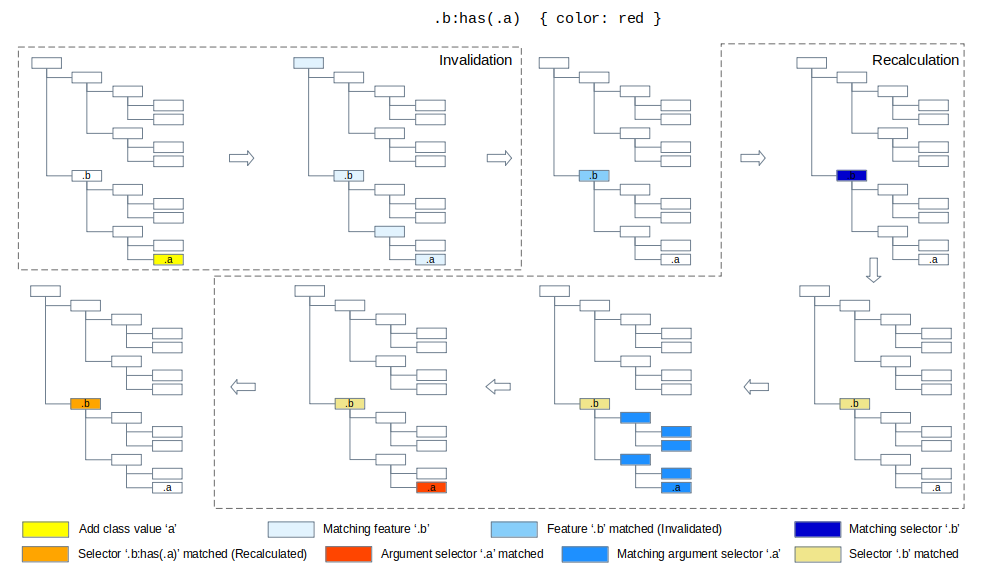 .b:has(.a)  { color: red }
Invalidation
Recalculation
.b
.a
.b
.a
.b
.a
.b
.a
.b
.a
.b
.a
.b
.a
.b
.a
Add class value ‘a’
Matching feature ‘.b’
Feature ‘.b’ matched (Invalidated)
Matching selector ‘.b’
Selector ‘.b:has(.a)’ matched (Recalculated)
Argument selector ‘.a’ matched
Matching argument selector ‘.a’
Selector ‘.b’ matched